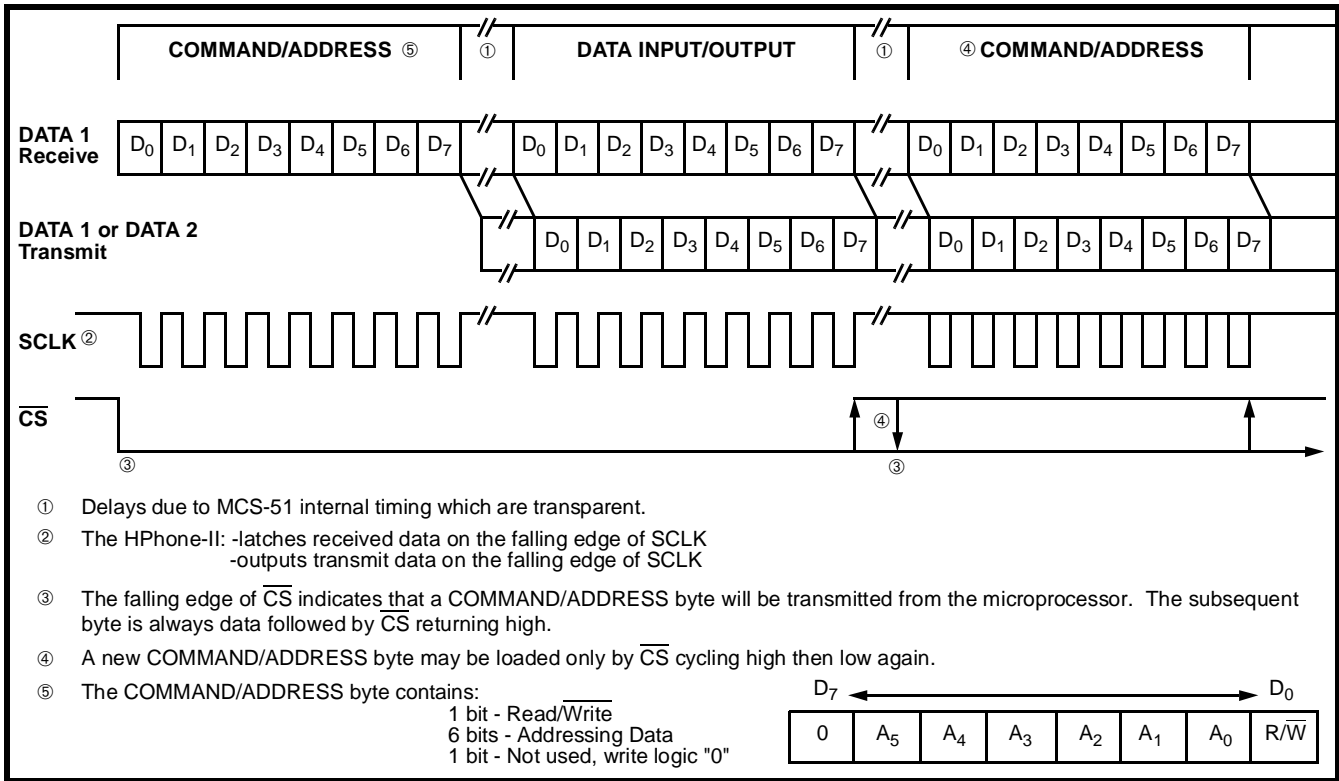 COMMAND/ADDRESS ⑤ ① DATA INPUT/OUTPUT ① ④ COMMAND/ADDRESS
DATA 1
Receive
D0 D1 D2 D3 D4 D5 D6 D7 D0 D1 D2 D3 D4 D5 D6 D7 D0 D1 D2 D3 D4 D5 D6 D7
DATA 1 or DATA 2
Transmit
D0 D1 D2 D3 D4 D5 D6 D7 D0 D1 D2 D3 D4 D5 D6 D7
SCLK ②
C̅S̅
③ ④ ③
① Delays due to MCS-51 internal timing which are transparent.
② The HPhone-II: -latches received data on the falling edge of SCLK
-outputs transmit data on the falling edge of SCLK
③ The falling edge of C̅S̅ indicates that a COMMAND/ADDRESS byte will be transmitted from the microprocessor. The subsequent
byte is always data followed by C̅S̅ returning high.
④ A new COMMAND/ADDRESS byte may be loaded only by C̅S̅ cycling high then low again.
⑤ The COMMAND/ADDRESS byte contains:
1 bit - Read/W̅r̅i̅t̅e̅
6 bits - Addressing Data
1 bit - Not used, write logic "0"
D7 D0
0 A5 A4 A3 A2 A1 A0 R/W̅